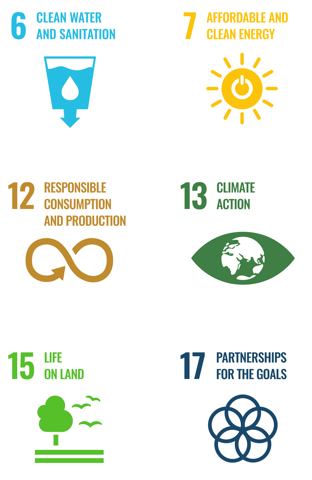 6 CLEAN WATER
AND SANITATION
7 AFFORDABLE AND
CLEAN ENERGY
12 RESPONSIBLE
CONSUMPTION
AND PRODUCTION
13 CLIMATE
ACTION
15 LIFE
ON LAND
17 PARTNERSHIPS
FOR THE GOALS